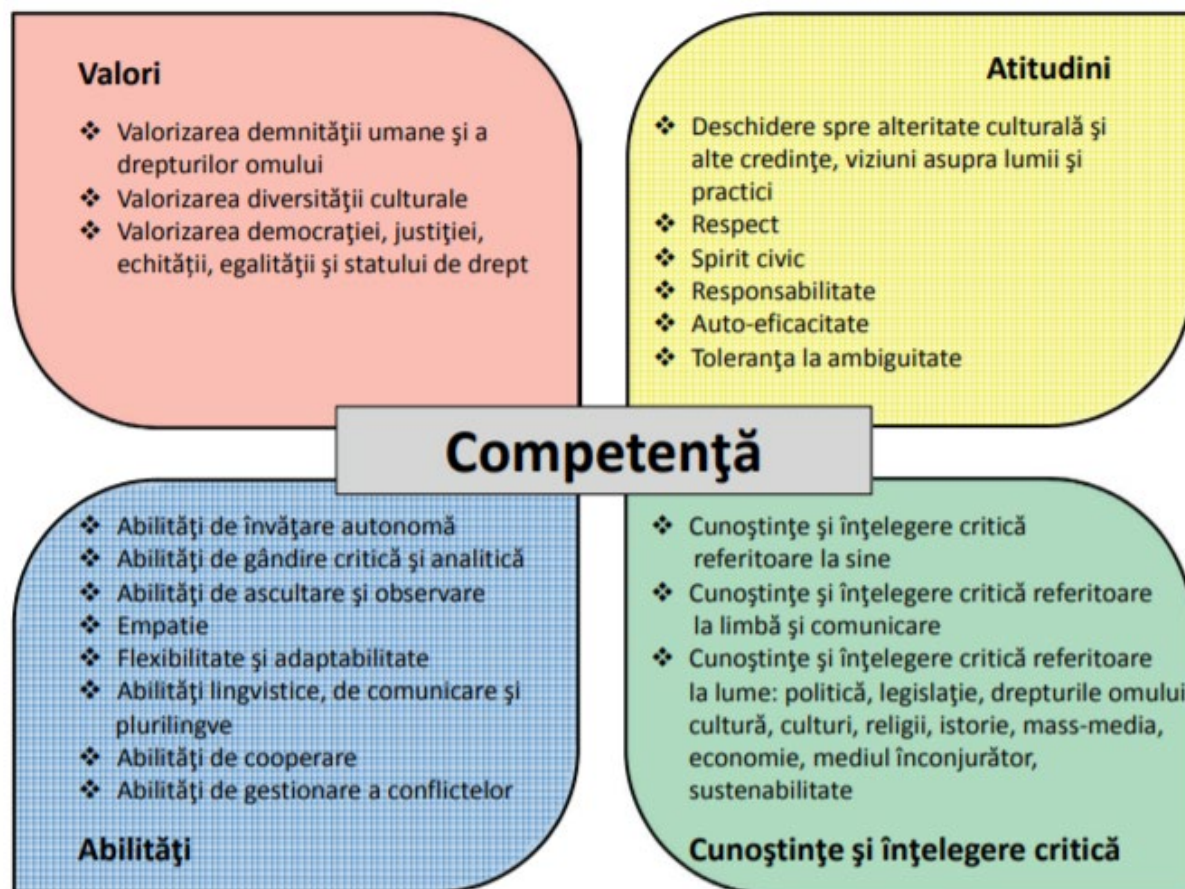 Valori
❖ Valorizarea demnităţii umane şi a
drepturilor omului
❖ Valorizarea diversităţii culturale
❖ Valorizarea democraţiei, justiţiei,
echităţii, egalităţii şi statului de drept
Atitudini
❖ Deschidere spre alteritate culturală şi
alte credinţe, viziuni asupra lumii şi
practici
❖ Respect
❖ Spirit civic
❖ Responsabilitate
❖ Auto-eficacitate
❖ Toleranţa la ambiguitate
Competenţă
❖ Abilităţi de învăţare autonomă
❖ Abilităţi de gândire critică şi analitică
❖ Abilităţi de ascultare şi observare
❖ Empatie
❖ Flexibilitate şi adaptabilitate
❖ Abilităţi lingvistice, de comunicare şi
plurilingve
❖ Abilităţi de cooperare
❖ Abilităţi de gestionare a conflictelor
Abilităţi
❖ Cunoştinţe şi înţelegere critică
referitoare la sine
❖ Cunoştinţe şi înţelegere critică referitoare
la limbă şi comunicare
❖ Cunoştinţe şi înţelegere critică referitoare
la lume: politică, legislaţie, drepturile omului
cultură, culturi, religii, istorie, mass-media,
economie, mediul înconjurător,
sustenabilitate
Cunoştinţe şi înţelegere critică